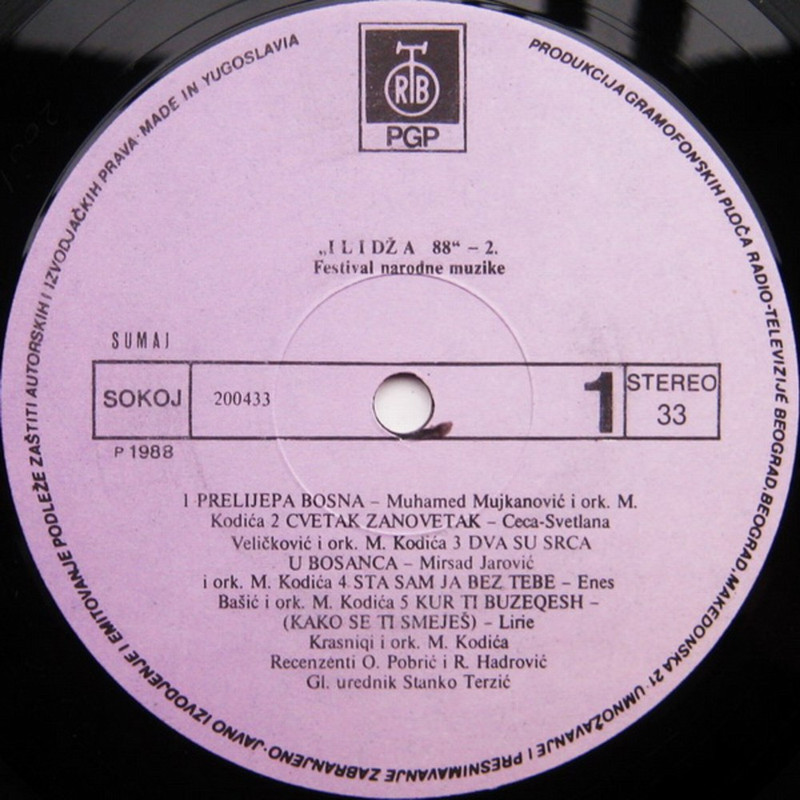 PRODUKCIJA GRAMOFONSKIH PLOČA RADIO-TELEVIZIJE BEOGRAD, BEOGRAD, MAKEDONSKA 21 · UMNOŽAVANJE I PRESNIMAVANJE ZABRANJENO · JAVNO IZVODJENJE I EMITOVANJE PODLEŽE ZAŠTITI AUTORSKIH I IZVODJAČKIH PRAVA · MADE IN YUGOSLAVIA
RTB
PGP
„ILIDŽA 88“ – 2.
Festival narodne muzike
SUMAJ
SOKOJ 200433 1 STEREO
33
P 1988
1 PRELIJEPA BOSNA – Muhamed Mujkanović i ork. M.
Kodića 2 CVETAK ZANOVETAK – Ceca-Svetlana
Veličković i ork. M. Kodića 3 DVA SU SRCA
U BOSANCA – Mirsad Jarović
i ork. M. Kodića 4 STA SAM JA BEZ TEBE – Enes
Bašić i ork. M. Kodića 5 KUR TI BUZEQESH –
(KAKO SE TI SMEJEŠ) – Lirie
Krasniqi i ork. M. Kodića
Recenzenti O. Pobrić i R. Hadrović
Gl. urednik Stanko Terzić